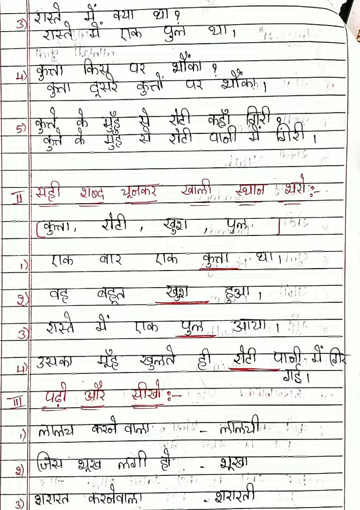 3) रास्ते में क्या था?
रास्ते में एक पुल था।
4) कुत्ता किस पर भौंका?
कुत्ता दूसरे कुत्ते पर भौंका।
5) कुत्ते के मुँह से रोटी कहाँ गिरी?
कुत्ते के मुँह से रोटी पानी में गिरी।
II सही शब्द चूनकर खाली स्थान भरो:-
[कुत्ता, रोटी, खुश, पुल]
1) एक बार एक कुत्ता था।
2) वह बहूत खुश हुआ।
3) रास्ते में एक पुल आया।
4) उसका मूँह खुलते ही रोटी पानी में गिर
गई।
III पढ़ो और सीखो:-
1) लालच करने वाला - लालची
2) जिसे भूख लगी हो - भूखा
3) शरारत करनेवाला - शरारती